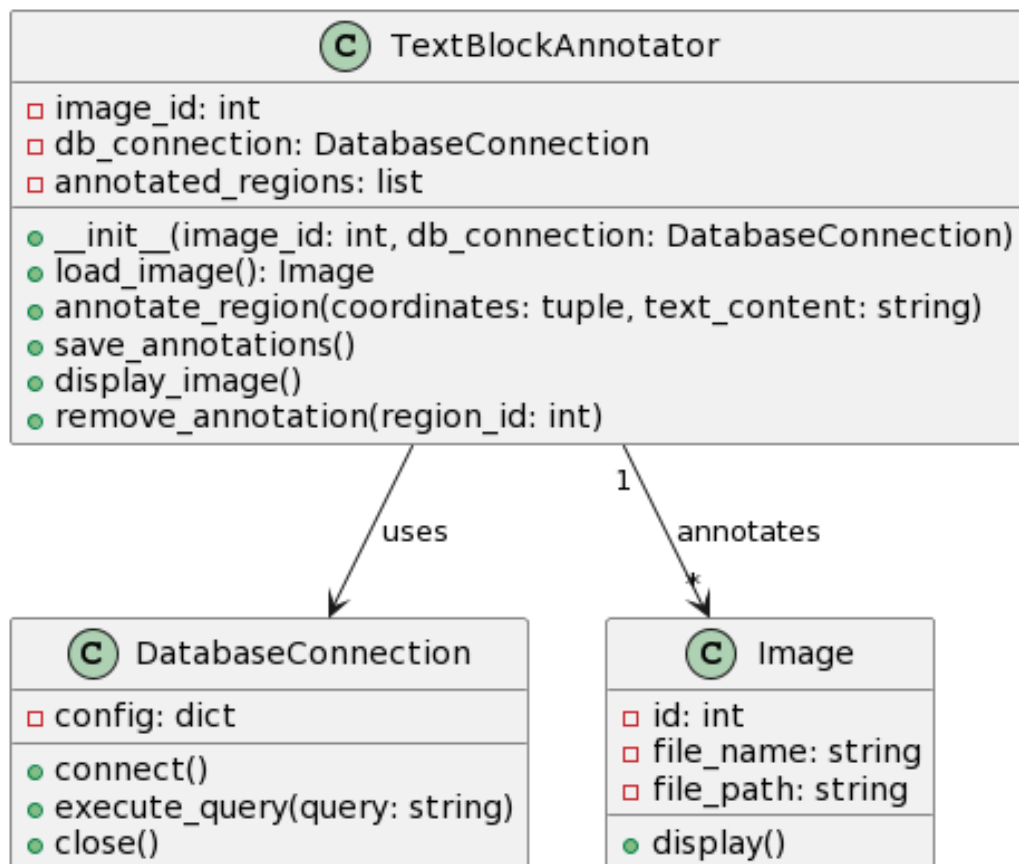 C TextBlockAnnotator
image_id: int
db_connection: DatabaseConnection
annotated_regions: list
__init__(image_id: int, db_connection: DatabaseConnection)
load_image(): Image
annotate_region(coordinates: tuple, text_content: string)
save_annotations()
display_image()
remove_annotation(region_id: int)
1
uses
annotates
*
C DatabaseConnection
config: dict
connect()
execute_query(query: string)
close()
C Image
id: int
file_name: string
file_path: string
display()